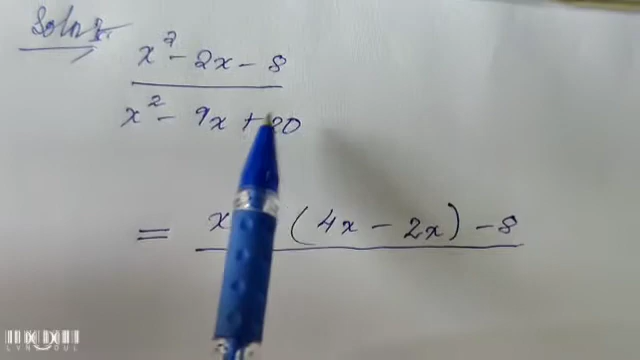 Soln:
x² - 2x - 8
x² - 9x + 20
= x (4x - 2x) - 8